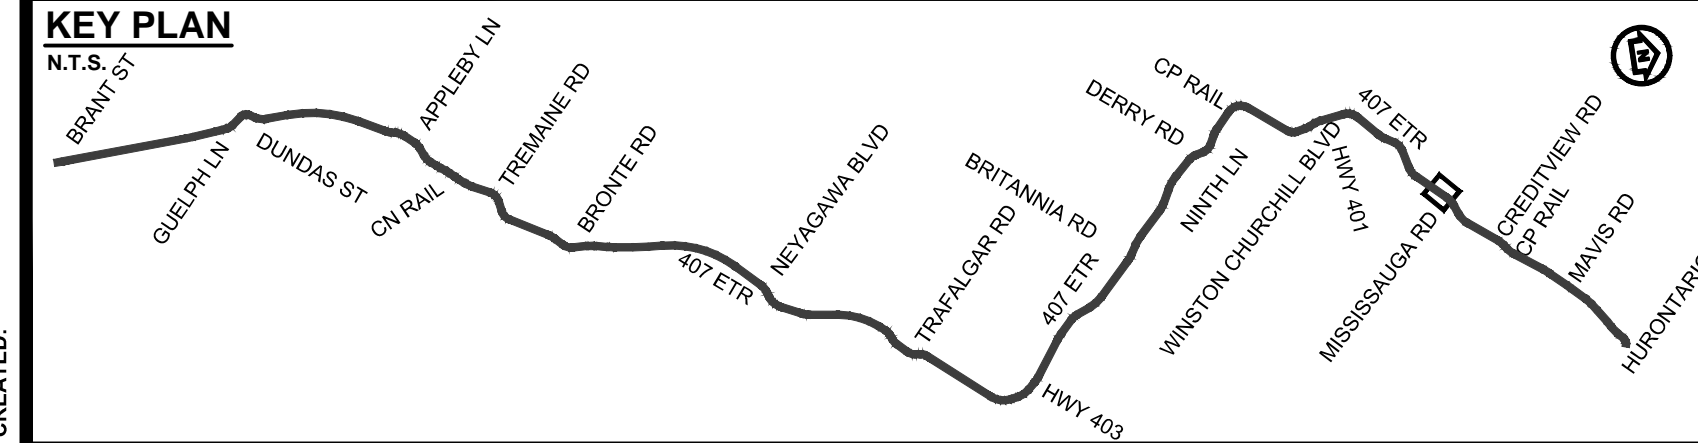 KEY PLAN
N.T.S.
BRANT ST
GUELPH LN
DUNDAS ST
CN RAIL
APPLEBY LN
TREMAINE RD
BRONTE RD
407 ETR
NEYAGAWA BLVD
TRAFALGAR RD
HWY 403
407 ETR
BRITANNIA RD
DERRY RD
CP RAIL
NINTH LN
WINSTON CHURCHILL BLVD
HWY 401
407 ETR
MISSISSAUGA RD
CREDITVIEW RD
CP RAIL
MAVIS RD
HURONTARIO
N
CREATED: